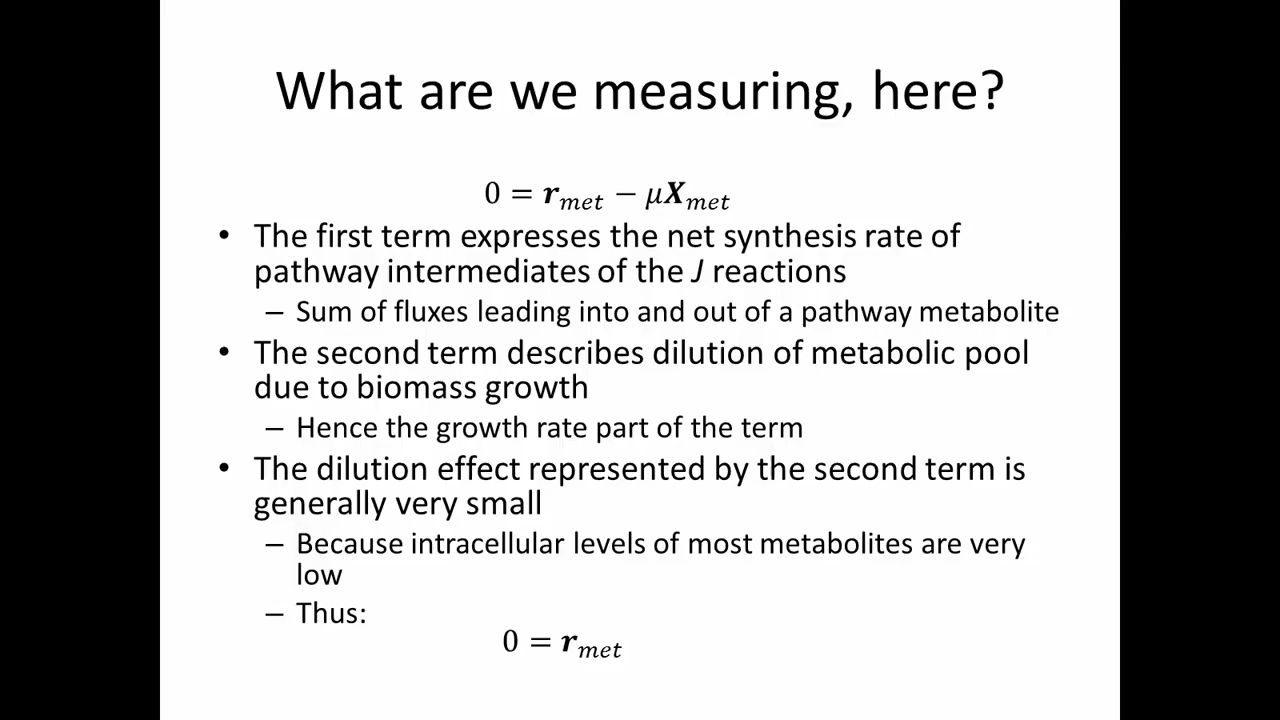 What are we measuring, here?
0 = r_met − μX_met
• The first term expresses the net synthesis rate of
pathway intermediates of the J reactions
– Sum of fluxes leading into and out of a pathway metabolite
• The second term describes dilution of metabolic pool
due to biomass growth
– Hence the growth rate part of the term
• The dilution effect represented by the second term is
generally very small
– Because intracellular levels of most metabolites are very
low
– Thus:
0 = r_met